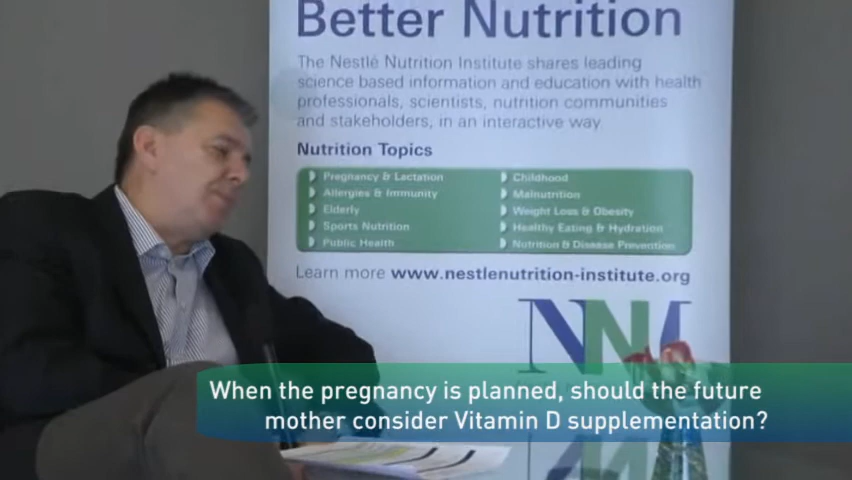 Better Nutrition
The Nestlé Nutrition Institute shares leading
science based information and education with health
professionals, scientists, nutrition communities
and stakeholders, in an interactive way.
Nutrition Topics
Pregnancy & Lactation
Allergies & Immunity
Elderly
Sports Nutrition
Public Health
Childhood
Malnutrition
Weight Loss & Obesity
Healthy Eating & Hydration
Nutrition & Disease Prevention
Learn more www.nestlenutrition-institute.org
NNI
When the pregnancy is planned, should the future
mother consider Vitamin D supplementation?